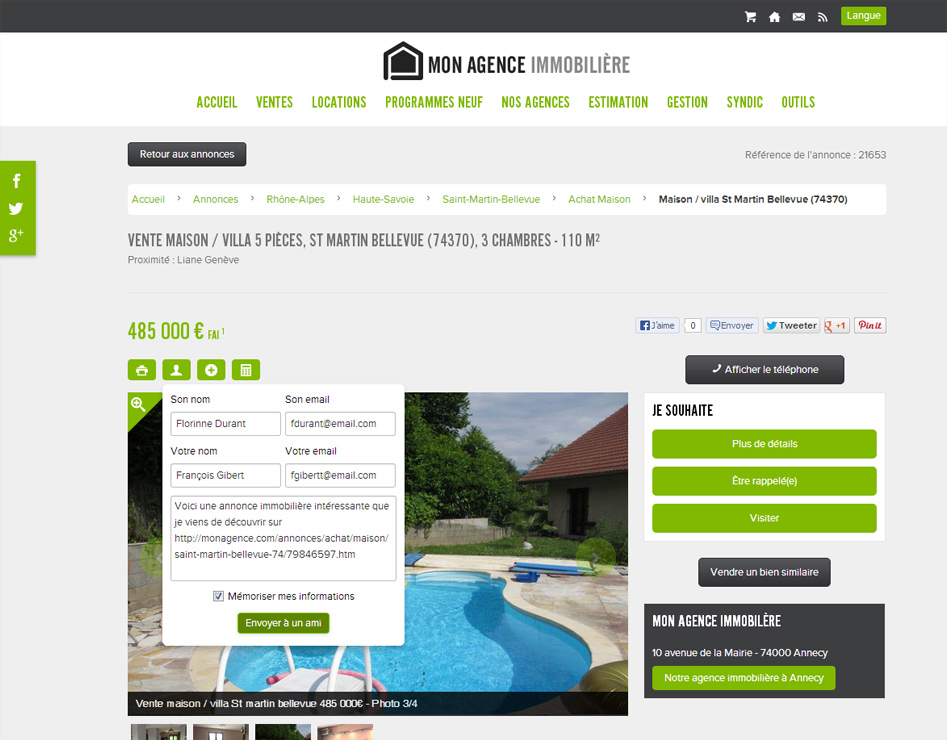 Langue
MON AGENCE IMMOBILIÈRE
ACCUEIL VENTES LOCATIONS PROGRAMMES NEUF NOS AGENCES ESTIMATION GESTION SYNDIC OUTILS
Retour aux annonces
Référence de l'annonce : 21653
Accueil > Annonces > Rhône-Alpes > Haute-Savoie > Saint-Martin-Bellevue > Achat Maison > Maison / villa St Martin Bellevue (74370)
VENTE MAISON / VILLA 5 PIÈCES, ST MARTIN BELLEVUE (74370), 3 CHAMBRES - 110 M²
Proximité : Liane Genève
485 000 € FAI 1
J'aime 0 Envoyer Tweeter +1 Pin it
Afficher le téléphone
Son nom Son email
Florinne Durant fdurant@email.com
Votre nom Votre email
François Gibert fgibertt@email.com
Voici une annonce immobilière intéressante que
je viens de découvrir sur
http://monagence.com/annonces/achat/maison/
saint-martin-bellevue-74/79846597.htm
Mémoriser mes informations
Envoyer à un ami
Vente maison / villa St martin bellevue 485 000€ - Photo 3/4
JE SOUHAITE
Plus de détails
Être rappelé(e)
Visiter
Vendre un bien similaire
MON AGENCE IMMOBILÈRE
10 avenue de la Mairie - 74000 Annecy
Notre agence immobilière à Annecy